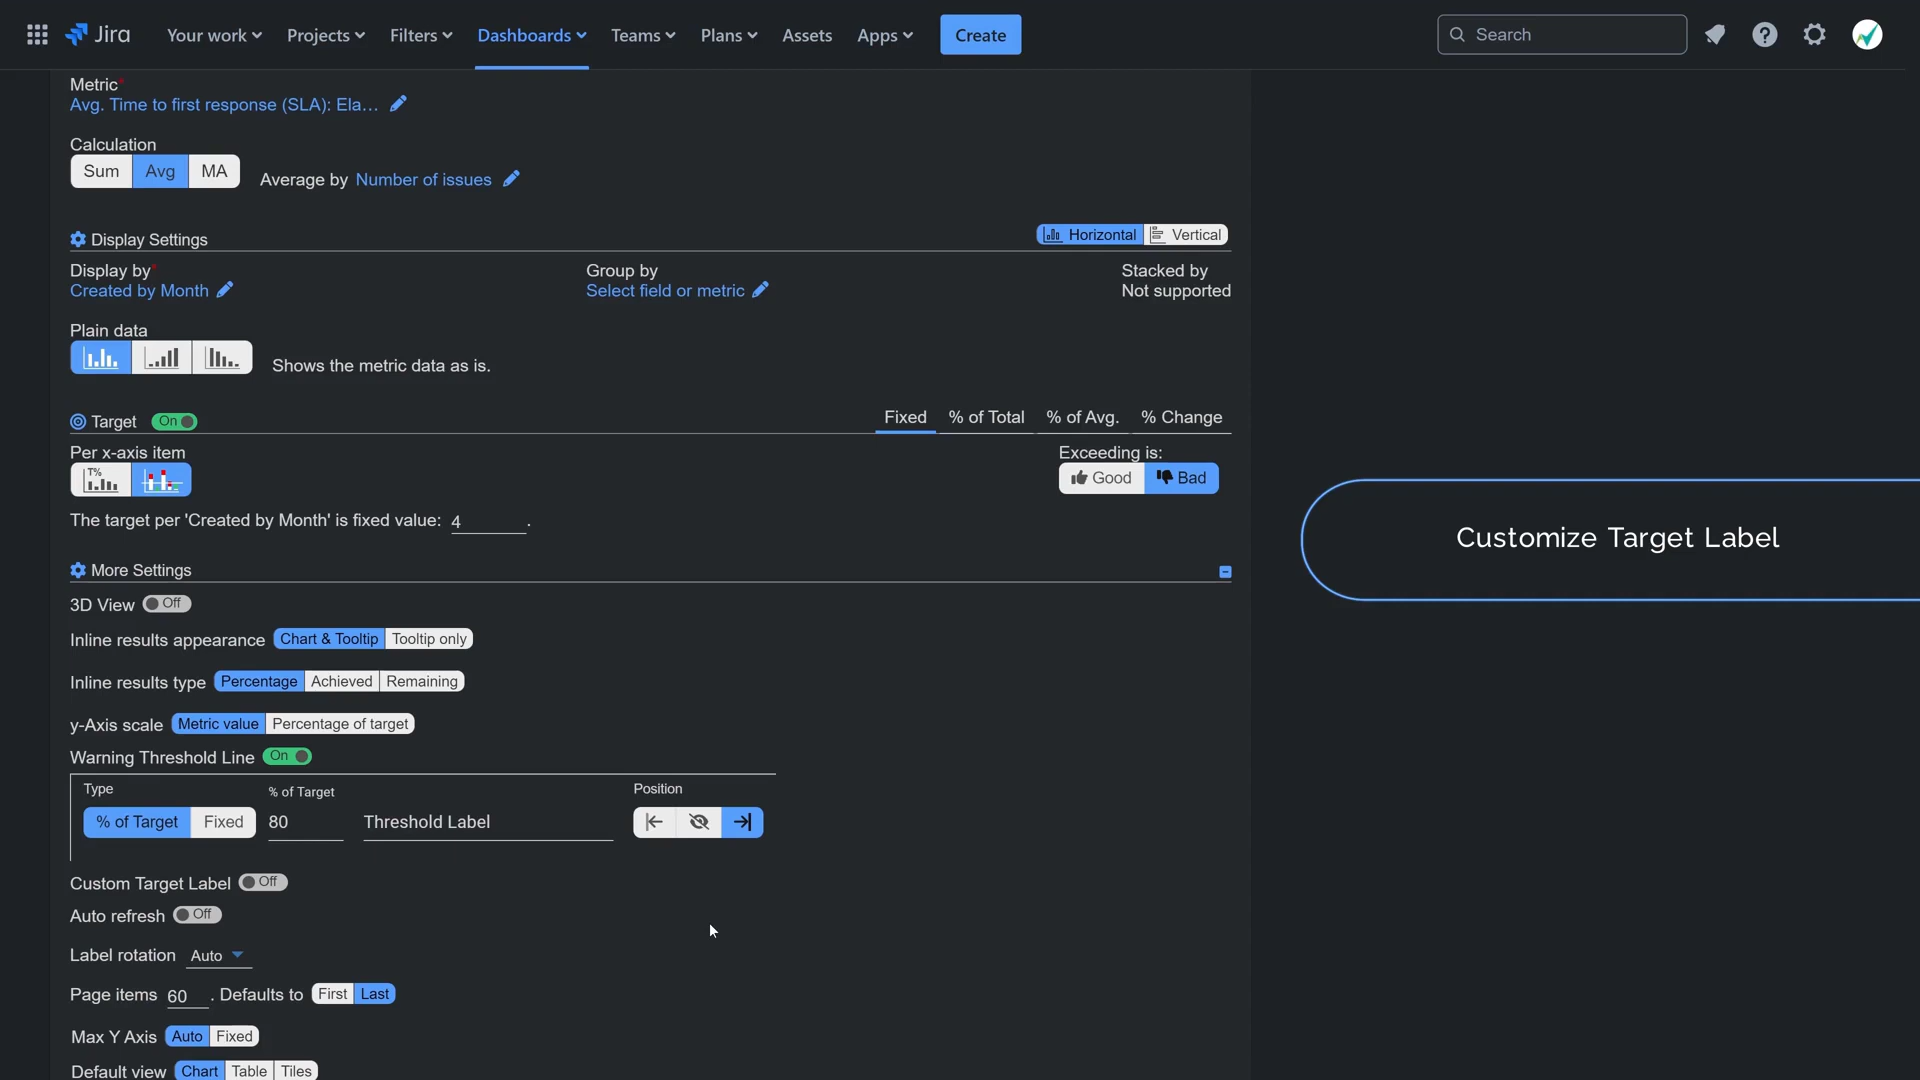 Jira Your work Projects Filters Dashboards Teams Plans Assets Apps Create Search
Metric*
Avg. Time to first response (SLA): Ela...
Calculation
Sum Avg MA Average by Number of issues
Display Settings Horizontal Vertical
Display by* Group by Stacked by
Created by Month Select field or metric Not supported
Plain data
Shows the metric data as is.
Target On Fixed % of Total % of Avg. % Change
Per x-axis item Exceeding is:
T% Good Bad
The target per 'Created by Month' is fixed value: 4 .
Customize Target Label
More Settings
3D View Off
Inline results appearance Chart & Tooltip Tooltip only
Inline results type Percentage Achieved Remaining
y-Axis scale Metric value Percentage of target
Warning Threshold Line On
Type % of Target Position
% of Target Fixed 80 Threshold Label
Custom Target Label Off
Auto refresh Off
Label rotation Auto
Page items 60 . Defaults to First Last
Max Y Axis Auto Fixed
Default view Chart Table Tiles